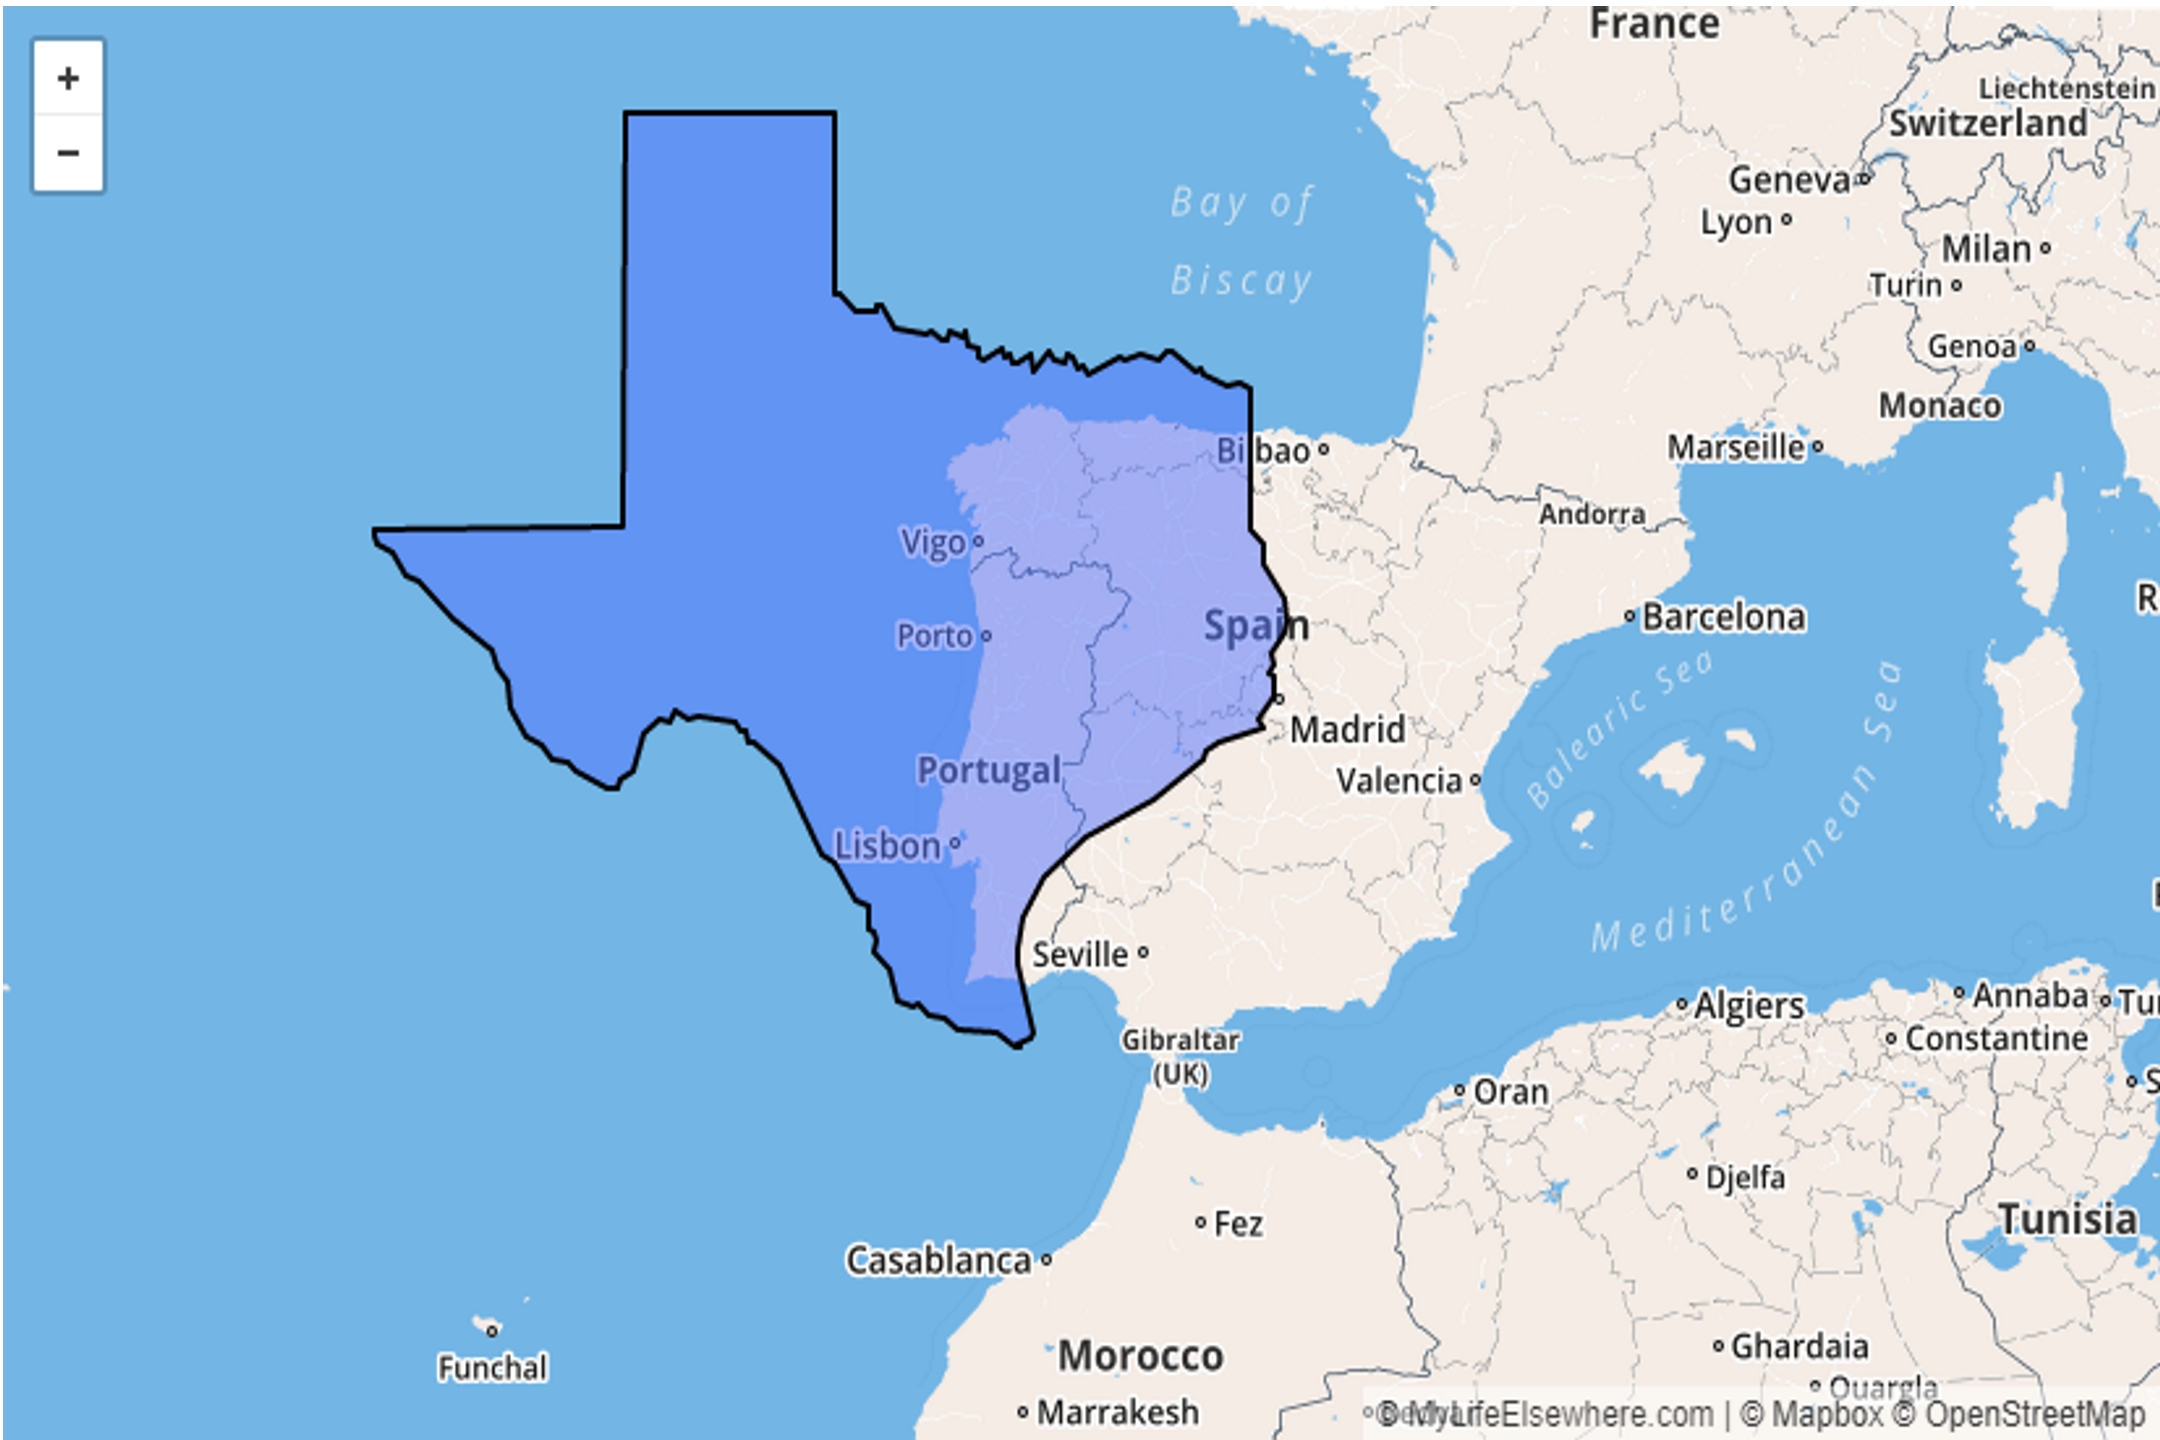 +
−
France
Liechtenstein
Switzerland
Geneva
Lyon
Bay of
Biscay
Milan
Turin
Genoa
Monaco
Marseille
Bilbao
Andorra
Vigo
R
Porto
Spain
Barcelona
Balearic Sea
Madrid
Portugal
Valencia
Lisbon
Mediterranean Sea
Seville
Algiers
Annaba
Tu
Constantine
Gibraltar
(UK)
Oran
S
Djelfa
Fez
Tunisia
Casablanca
Ghardaia
Morocco
Funchal
Ouargla
Marrakesh
© MyLifeElsewhere.com | © Mapbox © OpenStreetMap